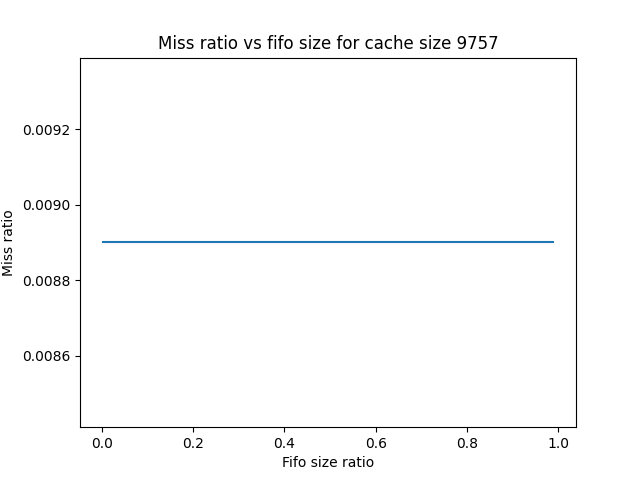 Miss ratio vs fifo size for cache size 9757
0.0092
0.0090
0.0088
0.0086
Miss ratio
0.0 0.2 0.4 0.6 0.8 1.0
Fifo size ratio